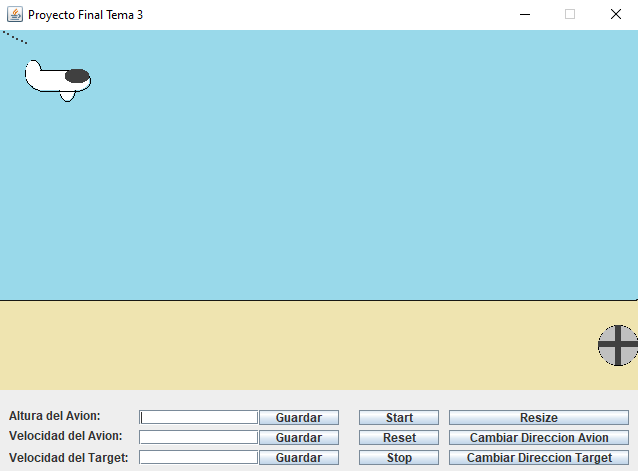 Proyecto Final Tema 3
Altura del Avion: Guardar Start Resize
Velocidad del Avion: Guardar Reset Cambiar Direccion Avion
Velocidad del Target: Guardar Stop Cambiar Direccion Target